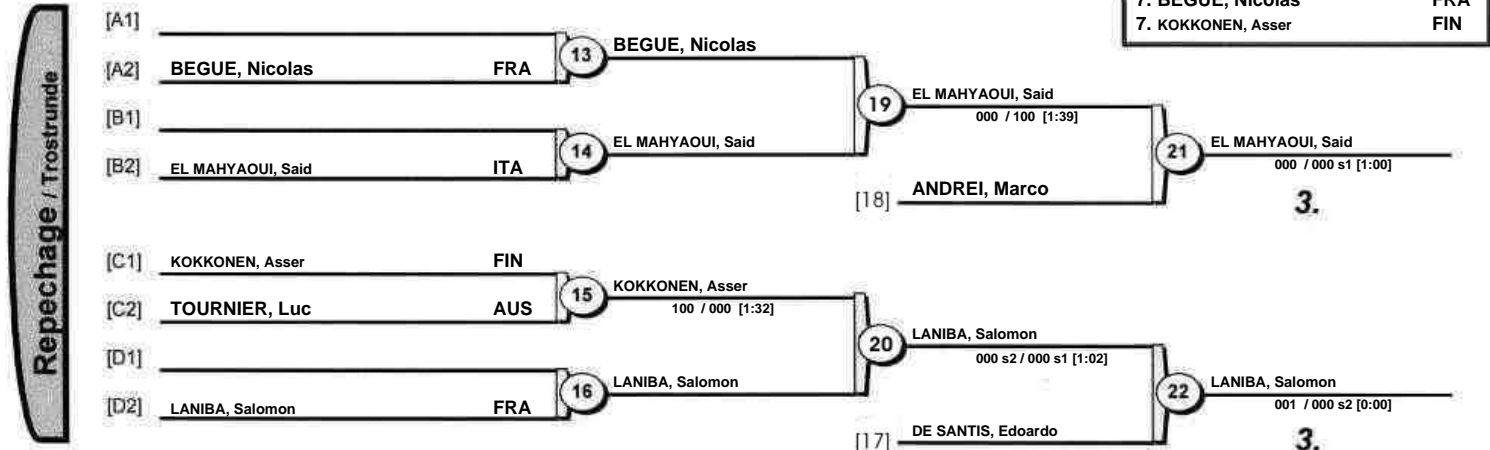 7. BEGUE, Nicolas FRA
7. KOKKONEN, Asser FIN
Repechage / Trostrunde
[A1]
[A2] BEGUE, Nicolas FRA
13
BEGUE, Nicolas
[B1]
[B2] EL MAHYAOUI, Said ITA
14
EL MAHYAOUI, Said
19
EL MAHYAOUI, Said
000 / 100 [1:39]
[18] ANDREI, Marco
21
EL MAHYAOUI, Said
000 / 000 s1 [1:00]
3.
[C1] KOKKONEN, Asser FIN
[C2] TOURNIER, Luc AUS
15
KOKKONEN, Asser
100 / 000 [1:32]
[D1]
[D2] LANIBA, Salomon FRA
16
LANIBA, Salomon
20
LANIBA, Salomon
000 s2 / 000 s1 [1:02]
[17] DE SANTIS, Edoardo
22
LANIBA, Salomon
001 / 000 s2 [0:00]
3.